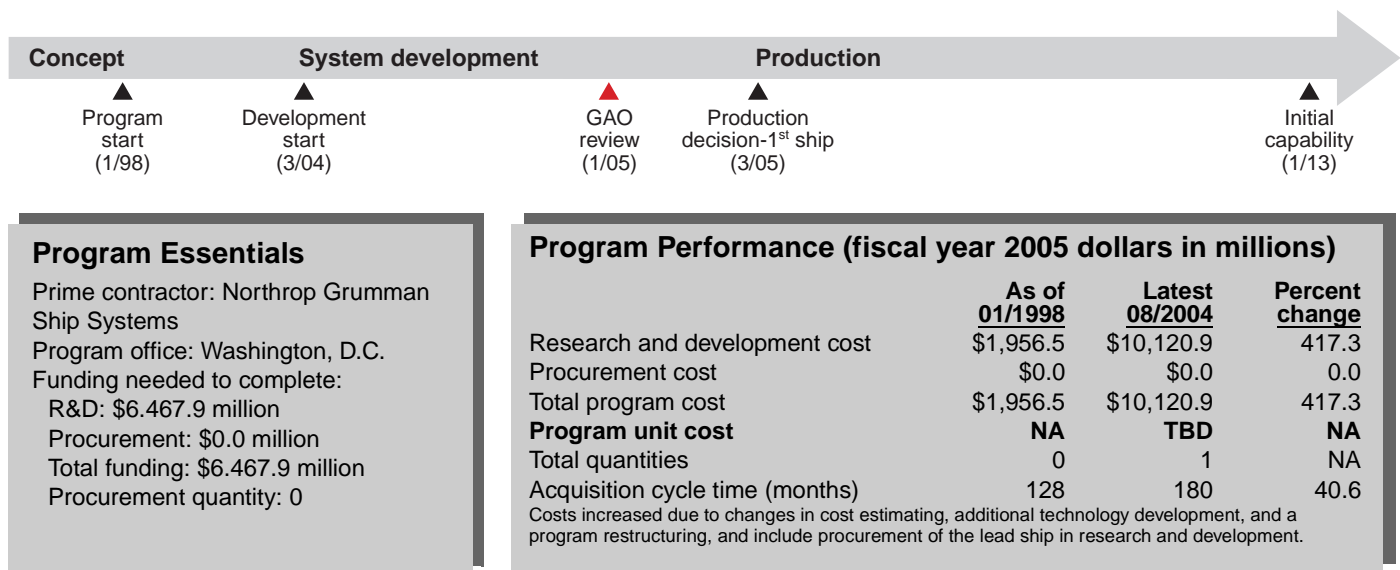 Concept System development Production
Program start (1/98)
Development start (3/04)
GAO review (1/05)
Production decision-1st ship (3/05)
Initial capability (1/13)
Program Essentials
Prime contractor: Northrop Grumman
Ship Systems
Program office: Washington, D.C.
Funding needed to complete:
R&D: $6.467.9 million
Procurement: $0.0 million
Total funding: $6.467.9 million
Procurement quantity: 0
Program Performance (fiscal year 2005 dollars in millions)
As of Latest Percent
01/1998 08/2004 change
Research and development cost $1,956.5 $10,120.9 417.3
Procurement cost $0.0 $0.0 0.0
Total program cost $1,956.5 $10,120.9 417.3
Program unit cost NA TBD NA
Total quantities 0 1 NA
Acquisition cycle time (months) 128 180 40.6
Costs increased due to changes in cost estimating, additional technology development, and a
program restructuring, and include procurement of the lead ship in research and development.